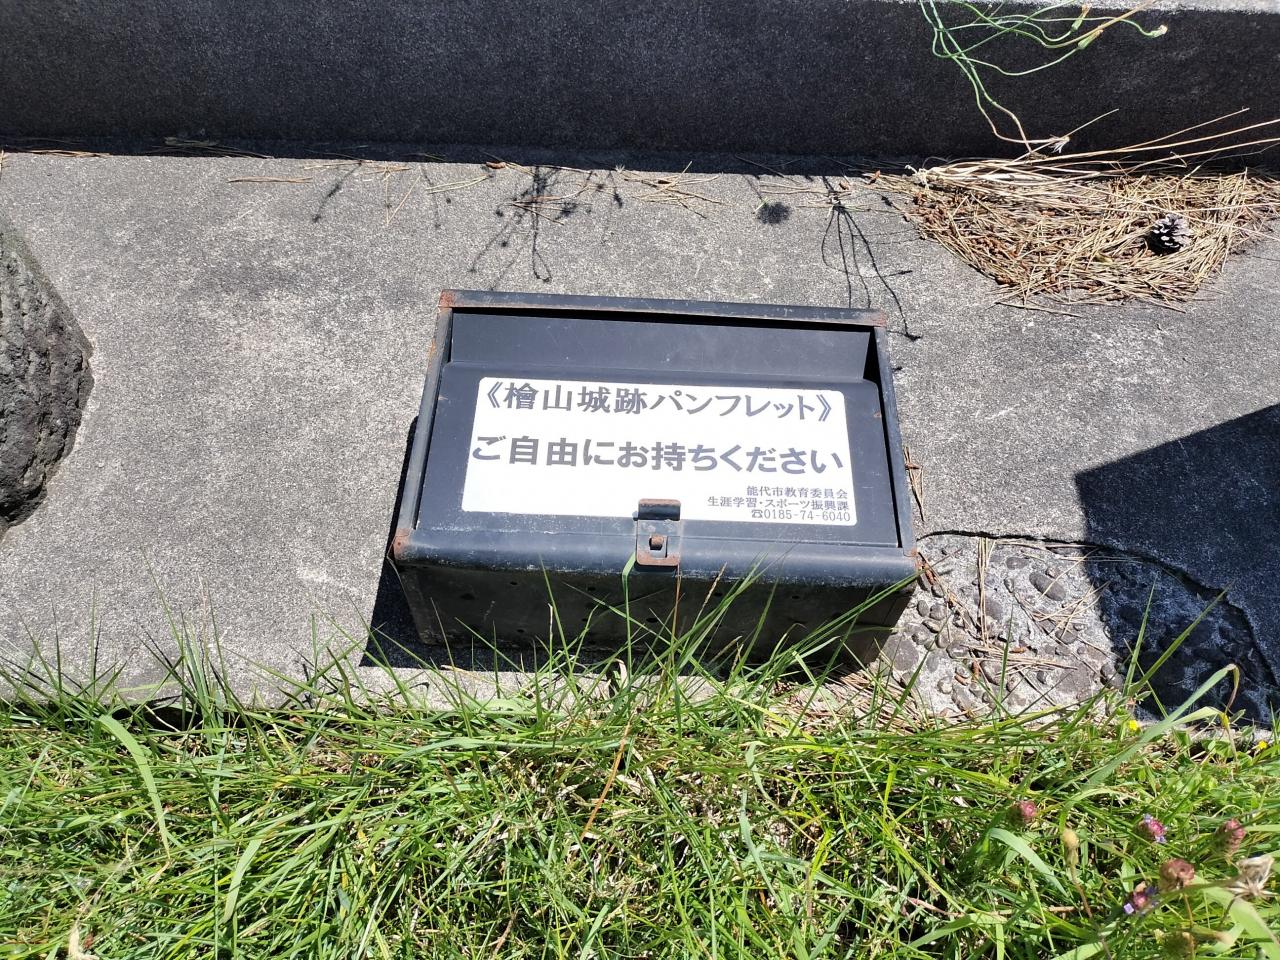 《檜山城跡パンフレット》
ご自由にお持ちください
能代市教育委員会
生涯学習・スポーツ振興課
☎0185-74-6040